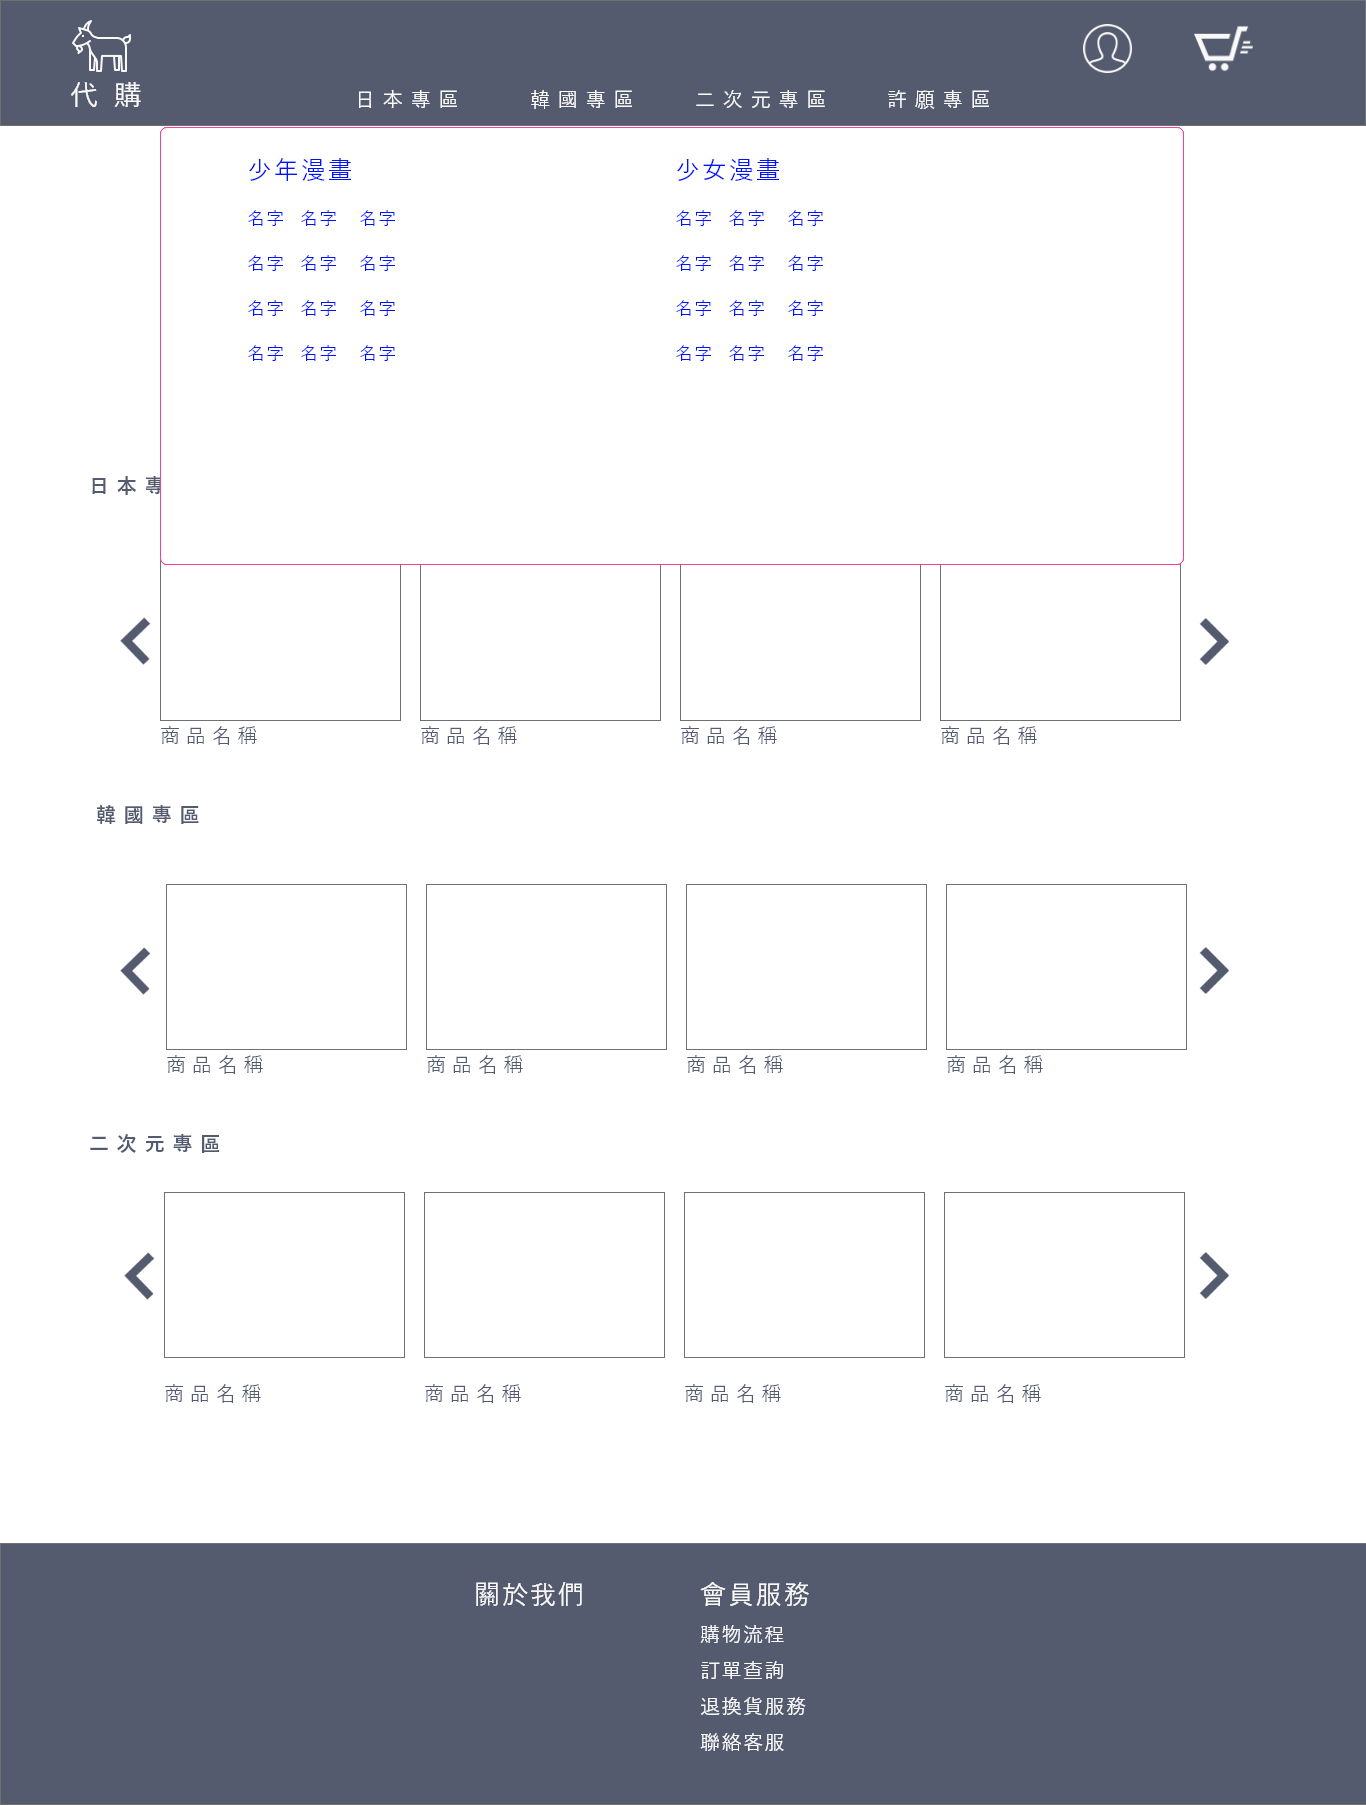 代購
日本專區 韓國專區 二次元專區 許願專區
少年漫畫 少女漫畫
名字 名字 名字 名字 名字 名字
名字 名字 名字 名字 名字 名字
名字 名字 名字 名字 名字 名字
名字 名字 名字 名字 名字 名字
日本專
商品名稱 商品名稱 商品名稱 商品名稱
韓國專區
商品名稱 商品名稱 商品名稱 商品名稱
二次元專區
商品名稱 商品名稱 商品名稱 商品名稱
關於我們 會員服務
購物流程
訂單查詢
退換貨服務
聯絡客服